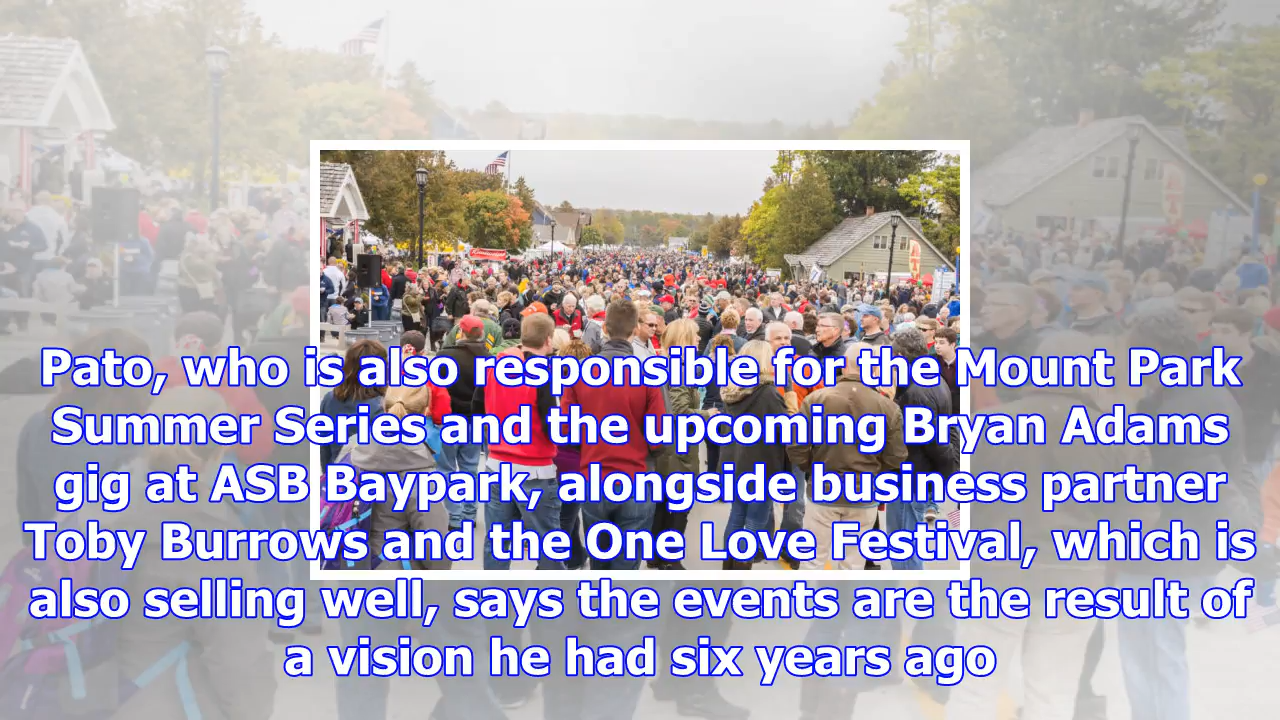 Pato, who is also responsible for the Mount Park
Summer Series and the upcoming Bryan Adams
gig at ASB Baypark, alongside business partner
Toby Burrows and the One Love Festival, which is
also selling well, says the events are the result of
a vision he had six years ago